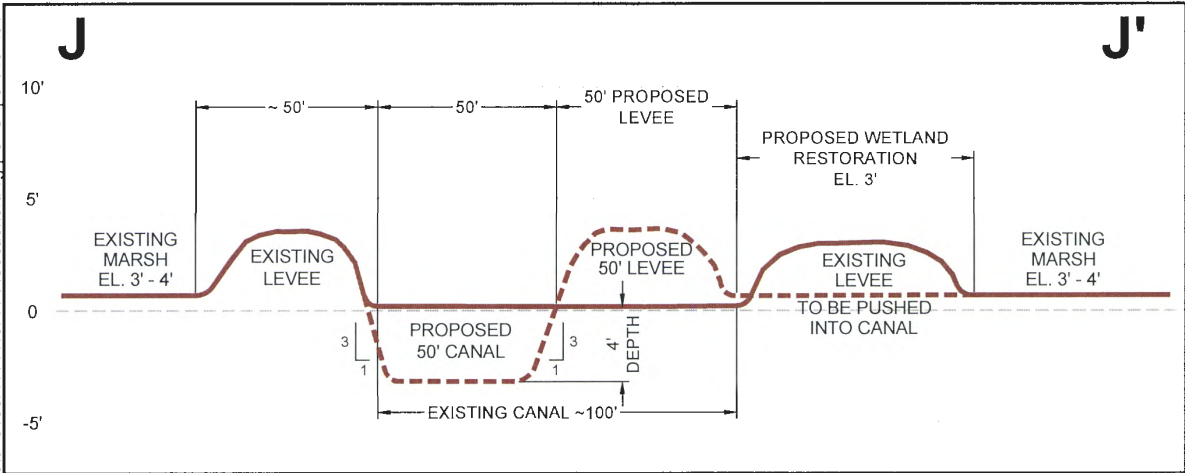 J
J'
10'
5'
0
-5'
~ 50'
50'
50' PROPOSED
LEVEE
PROPOSED WETLAND
RESTORATION
EL. 3'
EXISTING
MARSH
EL. 3' - 4'
EXISTING
LEVEE
PROPOSED
50' LEVEE
EXISTING
LEVEE
TO BE PUSHED
INTO CANAL
EXISTING
MARSH
EL. 3' - 4'
3
1
PROPOSED
50' CANAL
3
1
4'
DEPTH
EXISTING CANAL ~100'